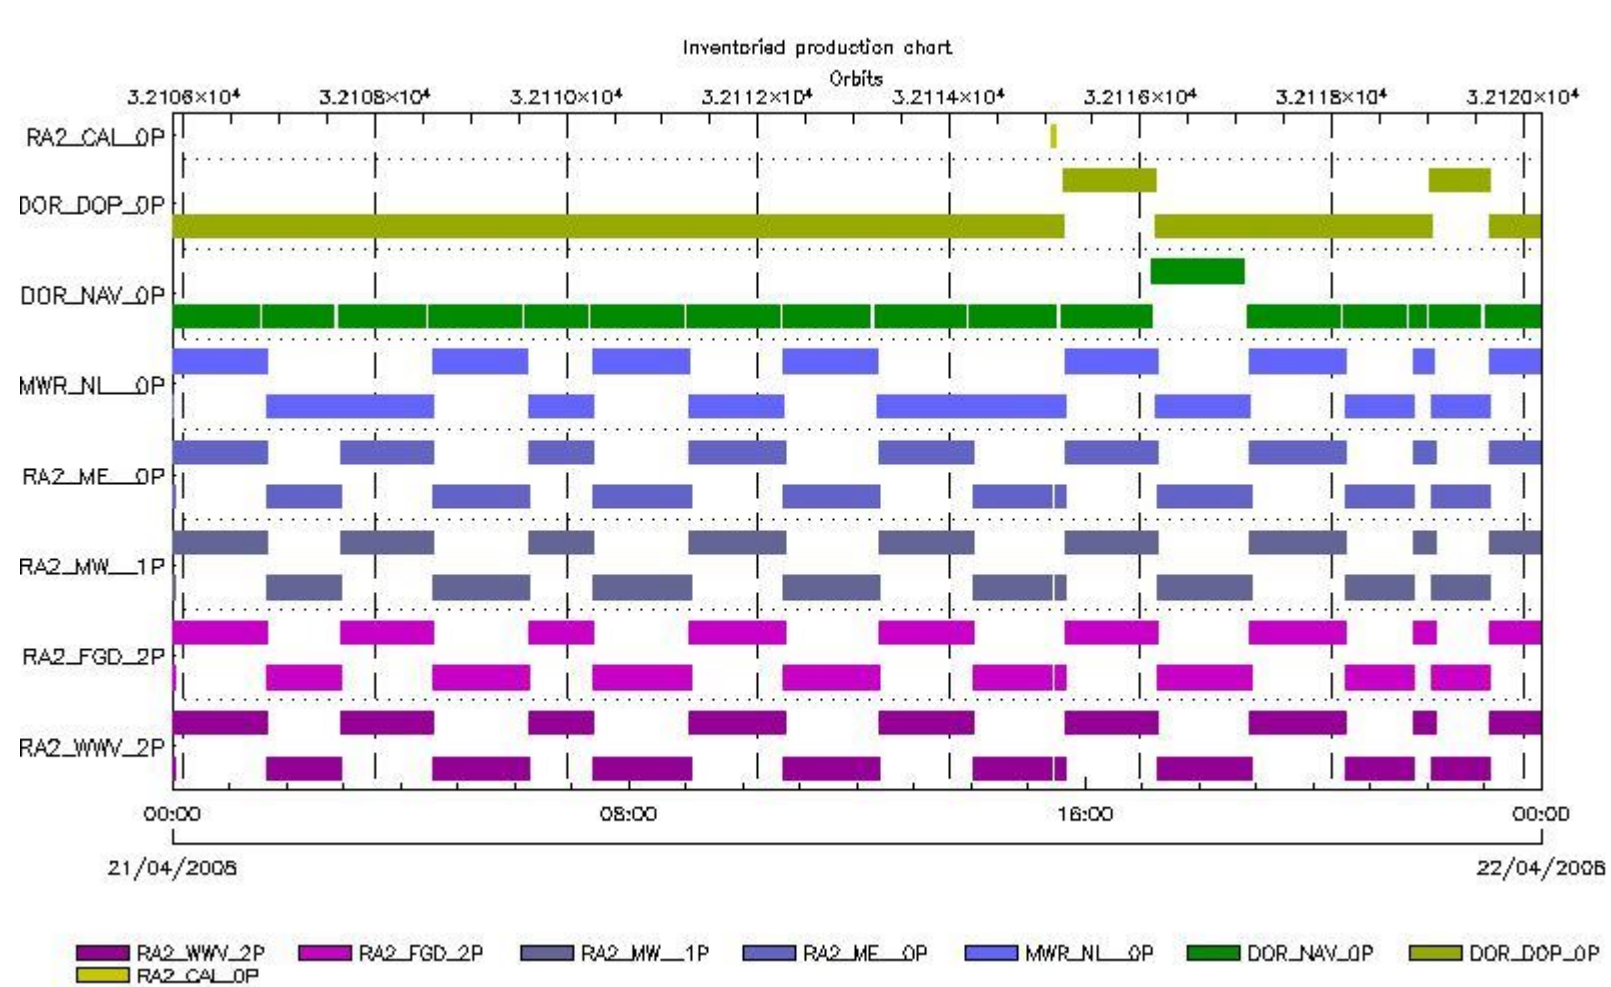 Inventoried production chart
Orbits
3.2106×10⁴ 3.2108×10⁴ 3.2110×10⁴ 3.2112×10⁴ 3.2114×10⁴ 3.2116×10⁴ 3.2118×10⁴ 3.2120×10⁴
RA2_CAL_0P
DOR_DOP_0P
DOR_NAV_0P
MWR_NL__0P
RA2_ME__0P
RA2_MW__1P
RA2_FGD_2P
RA2_WWV_2P
00:00 08:00 16:00 00:00
21/04/2008 22/04/2008
RA2_WWV_2P RA2_FGD_2P RA2_MW__1P RA2_ME__0P MWR_NL__0P DOR_NAV_0P DOR_DOP_0P
RA2_CAL_0P